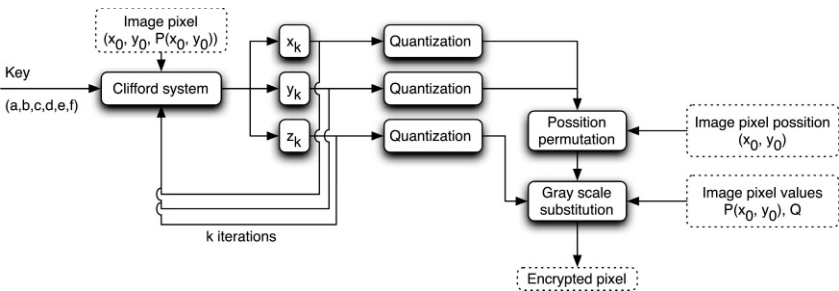 Image pixel
(x0, y0, P(x0, y0))
Key
(a,b,c,d,e,f)
Clifford system
xk
Quantization
yk
Quantization
zk
Quantization
Possition
permutation
Image pixel possition
(x0, y0)
Gray scale
substitution
Image pixel values
P(x0, y0), Q
k iterations
Encrypted pixel